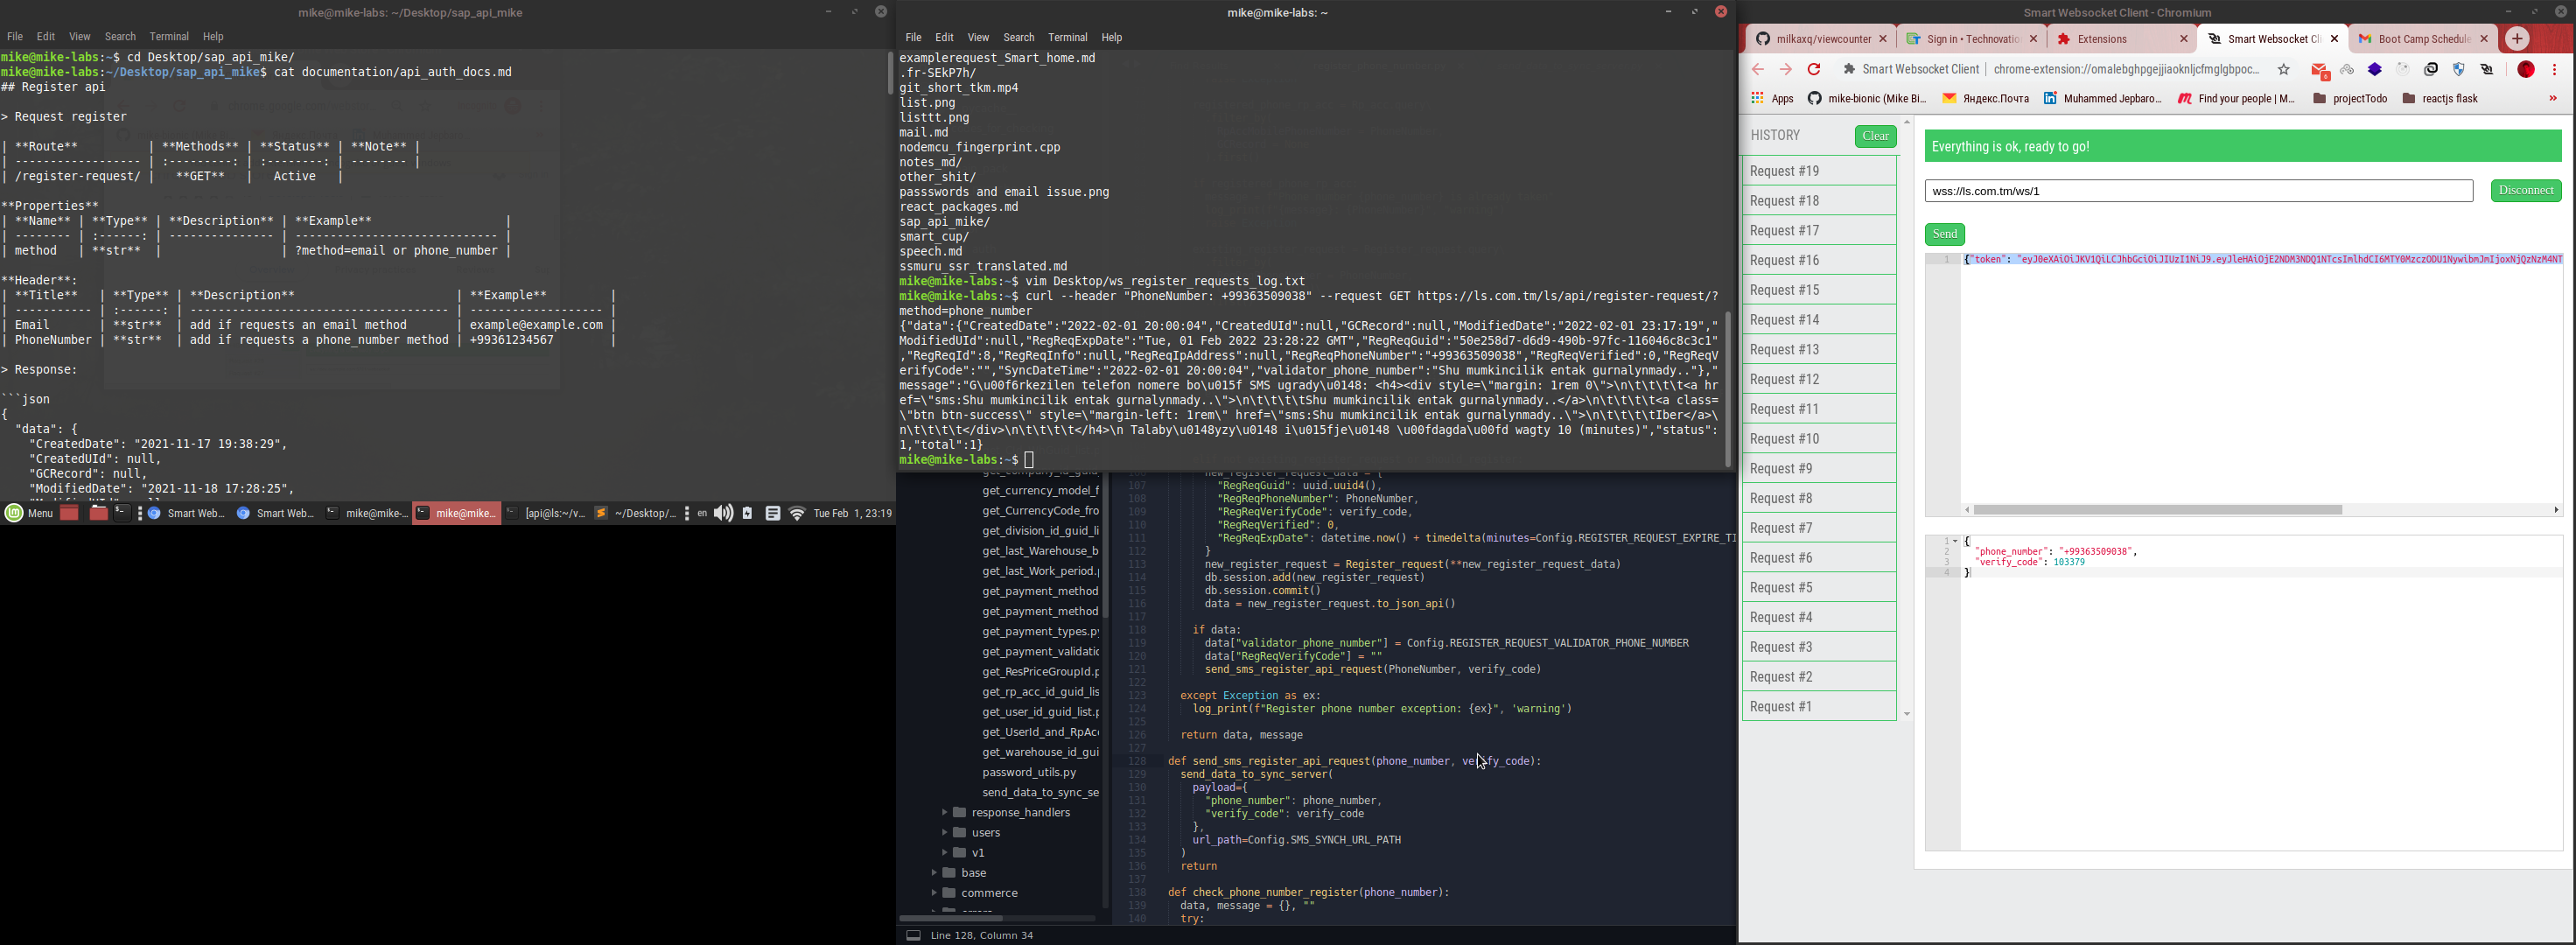 mike@mike-labs: ~/Desktop/sap_api_mike
File Edit View Search Terminal Help
mike@mike-labs:~$ cd Desktop/sap_api_mike/
mike@mike-labs:~/Desktop/sap_api_mike$ cat documentation/api_auth_docs.md
## Register api
> Request register
| **Route** | **Methods** | **Status** | **Note** |
| ------------------ | :---------: | :--------: | -------- |
| /register-request/ | **GET** | Active |
**Properties**
| **Name** | **Type** | **Description** | **Example** |
| -------- | :------: | --------------- | ----------------------------- |
| method | **str** | | ?method=email or phone_number |
**Header**:
| **Title** | **Type** | **Description** | **Example** |
| ----------- | :------: | ------------------------------------- | ------------------- |
| Email | **str** | add if requests an email method | example@example.com |
| PhoneNumber | **str** | add if requests a phone_number method | +99361234567 |
> Response:
```json
{
"data": {
"CreatedDate": "2021-11-17 19:38:29",
"CreatedUId": null,
"GCRecord": null,
"ModifiedDate": "2021-11-18 17:28:25",
Menu Smart Web... Smart Web... mike@mike-... mike@mike... [api@ls:~/v... ~/Desktop/... en Tue Feb 1, 23:19
mike@mike-labs: ~
File Edit View Search Terminal Help
examplerequest_Smart_home.md
.fr-SEkP7h/
git_short_tkm.mp4
list.png
listtt.png
mail.md
nodemcu_fingerprint.cpp
notes_md/
other_shit/
passswords and email issue.png
react_packages.md
sap_api_mike/
smart_cup/
speech.md
ssmuru_ssr_translated.md
mike@mike-labs:~$ vim Desktop/ws_register_requests_log.txt
mike@mike-labs:~$ curl --header "PhoneNumber: +99363509038" --request GET https://ls.com.tm/ls/api/register-request/?
method=phone_number
{"data":{"CreatedDate":"2022-02-01 20:00:04","CreatedUId":null,"GCRecord":null,"ModifiedDate":"2022-02-01 23:17:19","
ModifiedUId":null,"RegReqExpDate":"Tue, 01 Feb 2022 23:28:22 GMT","RegReqGuid":"50e258d7-d6d9-490b-97fc-116046c8c3c1"
,"RegReqId":8,"RegReqInfo":null,"RegReqIpAddress":null,"RegReqPhoneNumber":"+99363509038","RegReqVerified":0,"RegReqV
erifyCode":"","SyncDateTime":"2022-02-01 20:00:04","validator_phone_number":"Shu mumkincilik entak gurnalynmady.."},"
message":"G\u00f6rkezilen telefon nomere bo\u015f SMS ugrady\u0148: <h4><div style=\"margin: 1rem 0\">\n\t\t\t\t\t<a hr
ef=\"sms:Shu mumkincilik entak gurnalynmady..\">\n\t\t\t\t\tShu mumkincilik entak gurnalynmady..</a>\n\t\t\t\t\t<a class=
\"btn btn-success\" style=\"margin-left: 1rem\" href=\"sms:Shu mumkincilik entak gurnalynmady..\">\n\t\t\t\t\tIber</a>\
n\t\t\t\t\t</div>\n\t\t\t\t\t</h4>\n Talaby\u0148yzy\u0148 i\u015fje\u0148 \u00fdagda\u00fd wagty 10 (minutes)","status":
1,"total":1}
mike@mike-labs:~$
get_currency_model_f
get_CurrencyCode_fro
get_division_id_guid_li
get_last_Warehouse_b
get_last_Work_period.p
get_payment_method
get_payment_method
get_payment_types.py
get_payment_validatio
get_ResPriceGroupId.p
get_rp_acc_id_guid_lis
get_user_id_guid_list.p
get_UserId_and_RpAcc
get_warehouse_id_gui
password_utils.py
send_data_to_sync_se
response_handlers
users
v1
base
commerce
new_register_request_data = {
107 "RegReqGuid": uuid.uuid4(),
108 "RegReqPhoneNumber": PhoneNumber,
109 "RegReqVerifyCode": verify_code,
110 "RegReqVerified": 0,
111 "RegReqExpDate": datetime.now() + timedelta(minutes=Config.REGISTER_REQUEST_EXPIRE_TI
112 }
113 new_register_request = Register_request(**new_register_request_data)
114 db.session.add(new_register_request)
115 db.session.commit()
116 data = new_register_request.to_json_api()
117
118 if data:
119 data["validator_phone_number"] = Config.REGISTER_REQUEST_VALIDATOR_PHONE_NUMBER
120 data["RegReqVerifyCode"] = ""
121 send_sms_register_api_request(PhoneNumber, verify_code)
122
123 except Exception as ex:
124 log_print(f"Register phone number exception: {ex}", 'warning')
125
126 return data, message
127
128 def send_sms_register_api_request(phone_number, verify_code):
129 send_data_to_sync_server(
130 payload={
131 "phone_number": phone_number,
132 "verify_code": verify_code
133 },
134 url_path=Config.SMS_SYNCH_URL_PATH
135 )
136 return
137
138 def check_phone_number_register(phone_number):
139 data, message = {}, ""
140 try:
Line 128, Column 34
Smart Websocket Client - Chromium
milkaxq/viewcounter Sign in • Technovatio Extensions Smart Websocket Cl Boot Camp Schedule
Smart Websocket Client | chrome-extension://omalebghpgejjiaoknljcfmglgbpoc...
Apps mike-bionic (Mike Bi... Яндекс.Почта Muhammed Jepbaro... Find your people | M... projectTodo reactjs flask »
HISTORY Clear
Request #19
Request #18
Request #17
Request #16
Request #15
Request #14
Request #13
Request #12
Request #11
Request #10
Request #9
Request #8
Request #7
Request #6
Request #5
Request #4
Request #3
Request #2
Request #1
Everything is ok, ready to go!
wss://ls.com.tm/ws/1 Disconnect
Send
1 {"token":
1 {
2 "phone_number": "+99363509038",
3 "verify_code": 103379
4 }